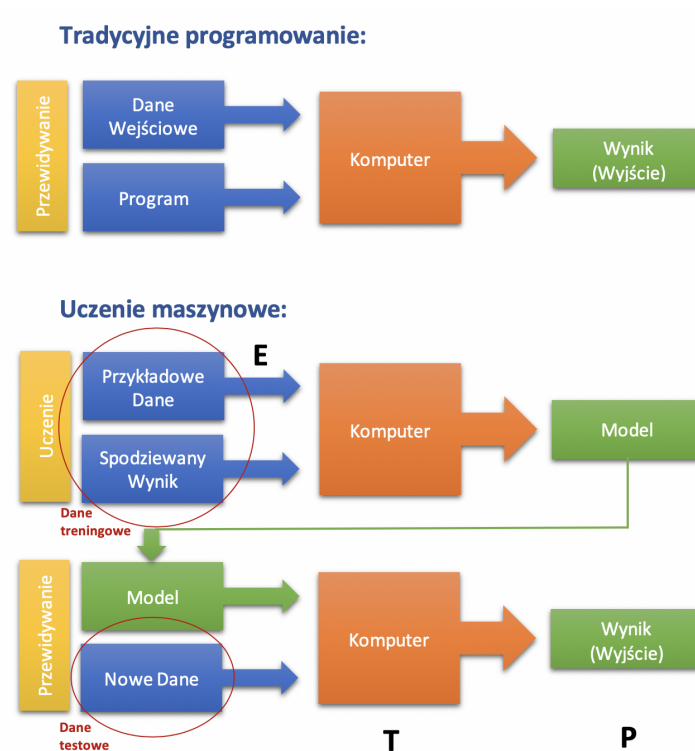 Tradycyjne programowanie:
Przewidywanie
Dane
Wejściowe
Program
Komputer
Wynik
(Wyjście)
Uczenie maszynowe:
Uczenie
Przykładowe
Dane
E
Spodziewany
Wynik
Dane
treningowe
Komputer
Model
Przewidywanie
Model
Nowe Dane
Dane
testowe
Komputer
Wynik
(Wyjście)
T
P